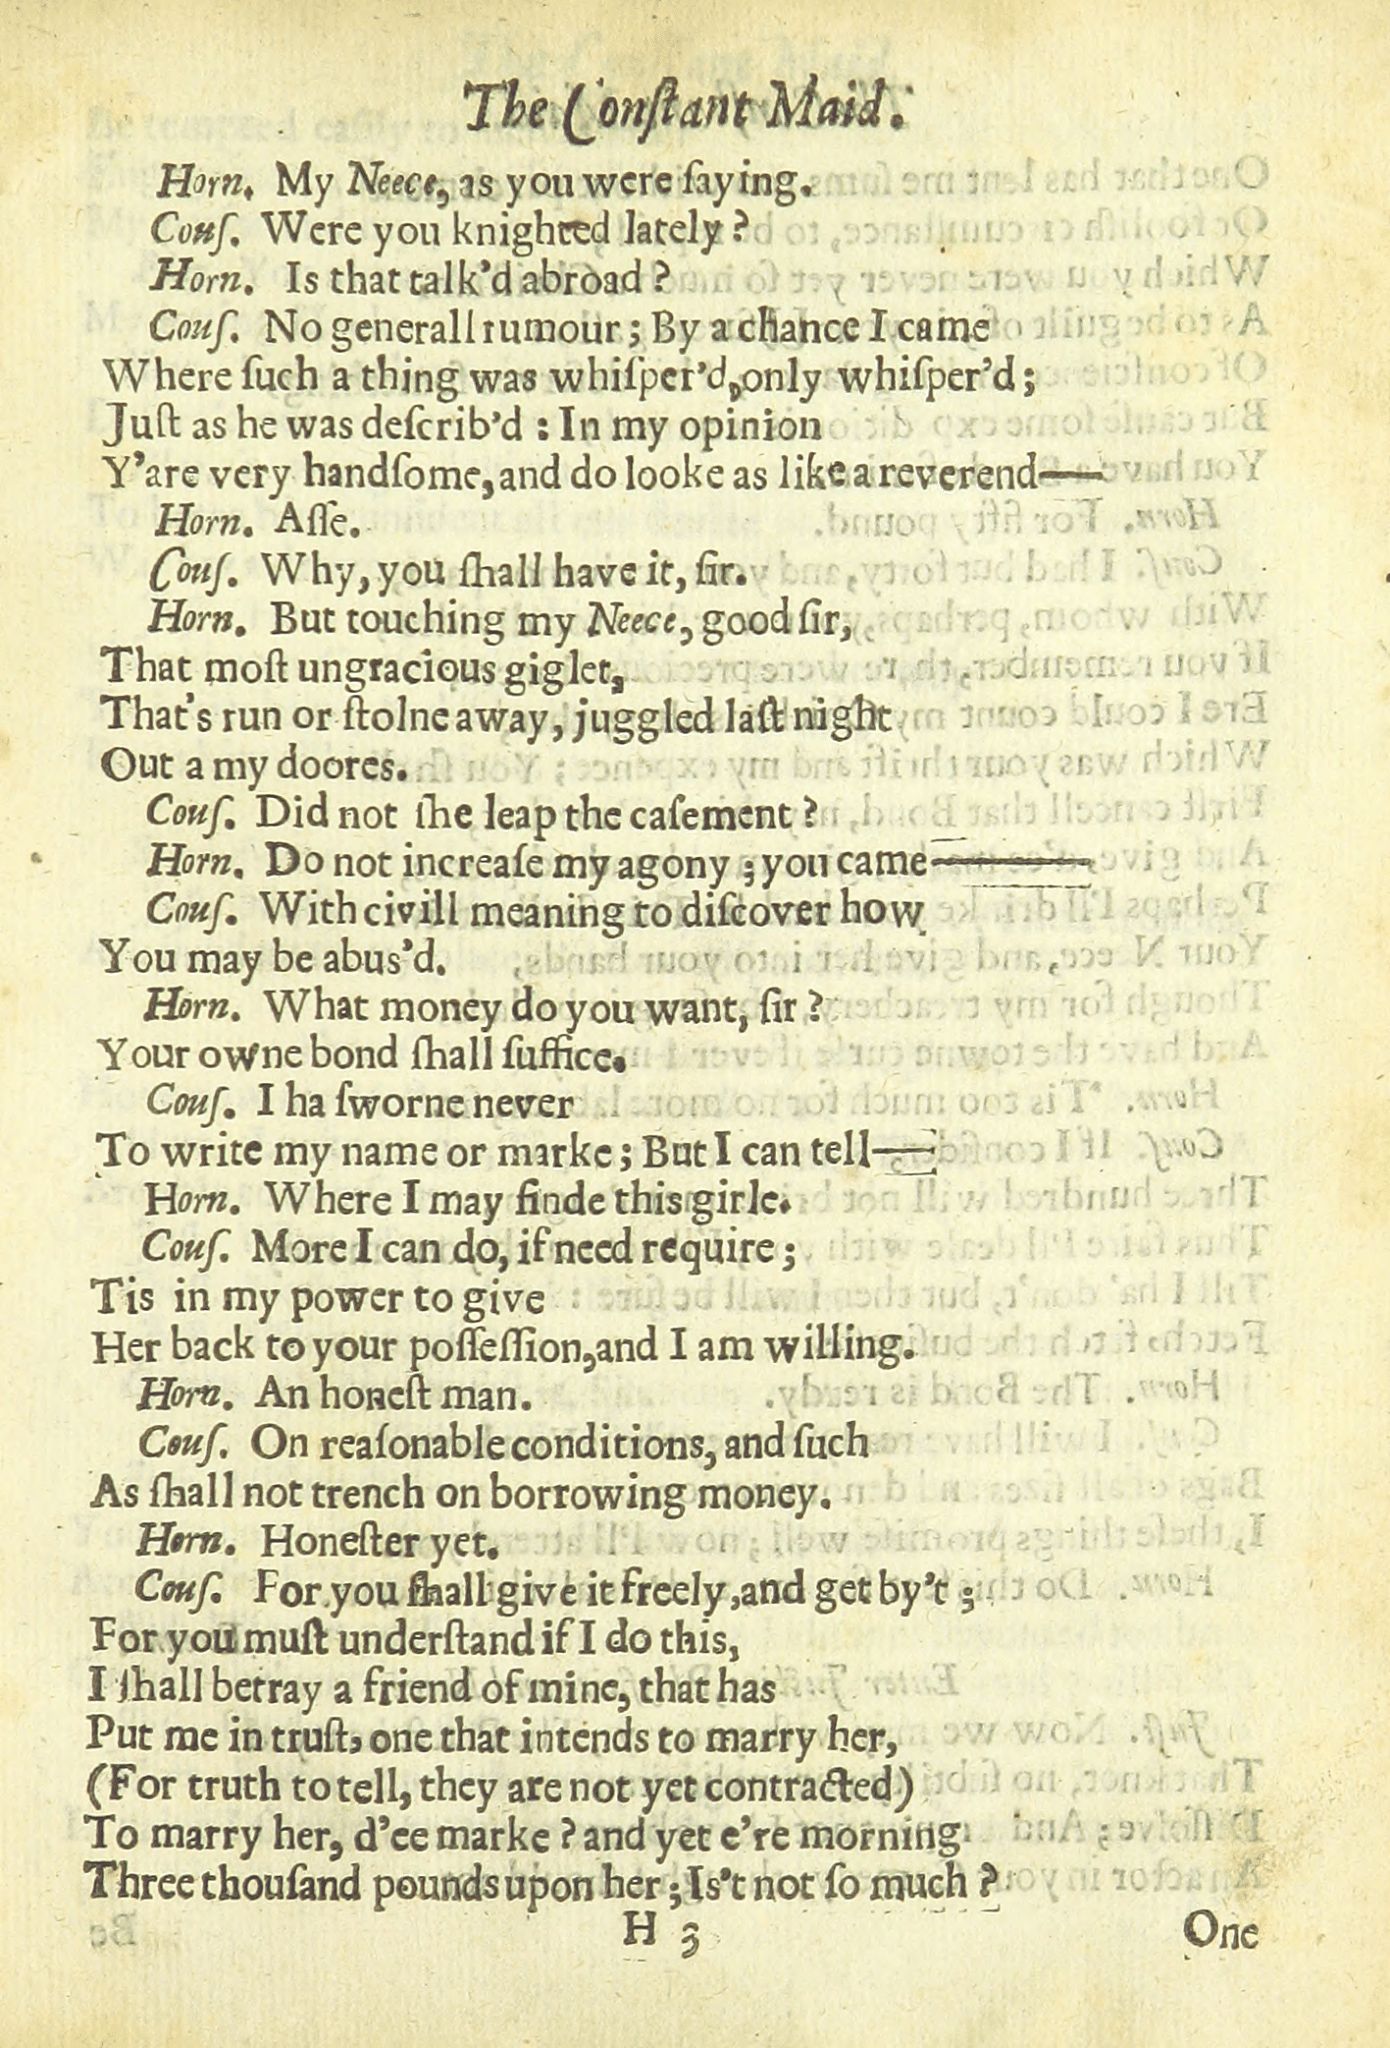 The Conſtant Maid.
Horn. My Neece, as you were ſaying.
Couſ. Were you knighted lately?
Horn. Is that talk'd abroad?
Couſ. No generall rumour; By a chance I came
Where ſuch a thing was whiſper'd, only whiſper'd;
Juſt as he was deſcrib'd: In my opinion
Y'are very handſome, and do looke as like a reverend——
Horn. Aſſe.
Couſ. Why, you ſhall have it, ſir.
Horn. But touching my Neece, good ſir,
That moſt ungracious giglet,
That's run or ſtolne away, juggled laſt night
Out a my doores.
Couſ. Did not ſhe leap the caſement?
Horn. Do not increaſe my agony; you came———
Couſ. With civill meaning to diſcover how
You may be abus'd.
Horn. What money do you want, ſir?
Your owne bond ſhall ſuffice.
Couſ. I ha ſworne never
To write my name or marke; But I can tell——
Horn. Where I may finde this girle.
Couſ. More I can do, if need require;
Tis in my power to give
Her back to your poſſeſſion, and I am willing.
Horn. An honeſt man.
Couſ. On reaſonable conditions, and ſuch
As ſhall not trench on borrowing money.
Horn. Honeſter yet.
Couſ. For you ſhall give it freely, and get by't;
For you muſt underſtand if I do this,
I ſhall betray a friend of mine, that has
Put me in truſt, one that intends to marry her,
(For truth to tell, they are not yet contracted)
To marry her, d'ee marke? and yet e're morning
Three thouſand pounds upon her; Is't not ſo much?
H 3 One